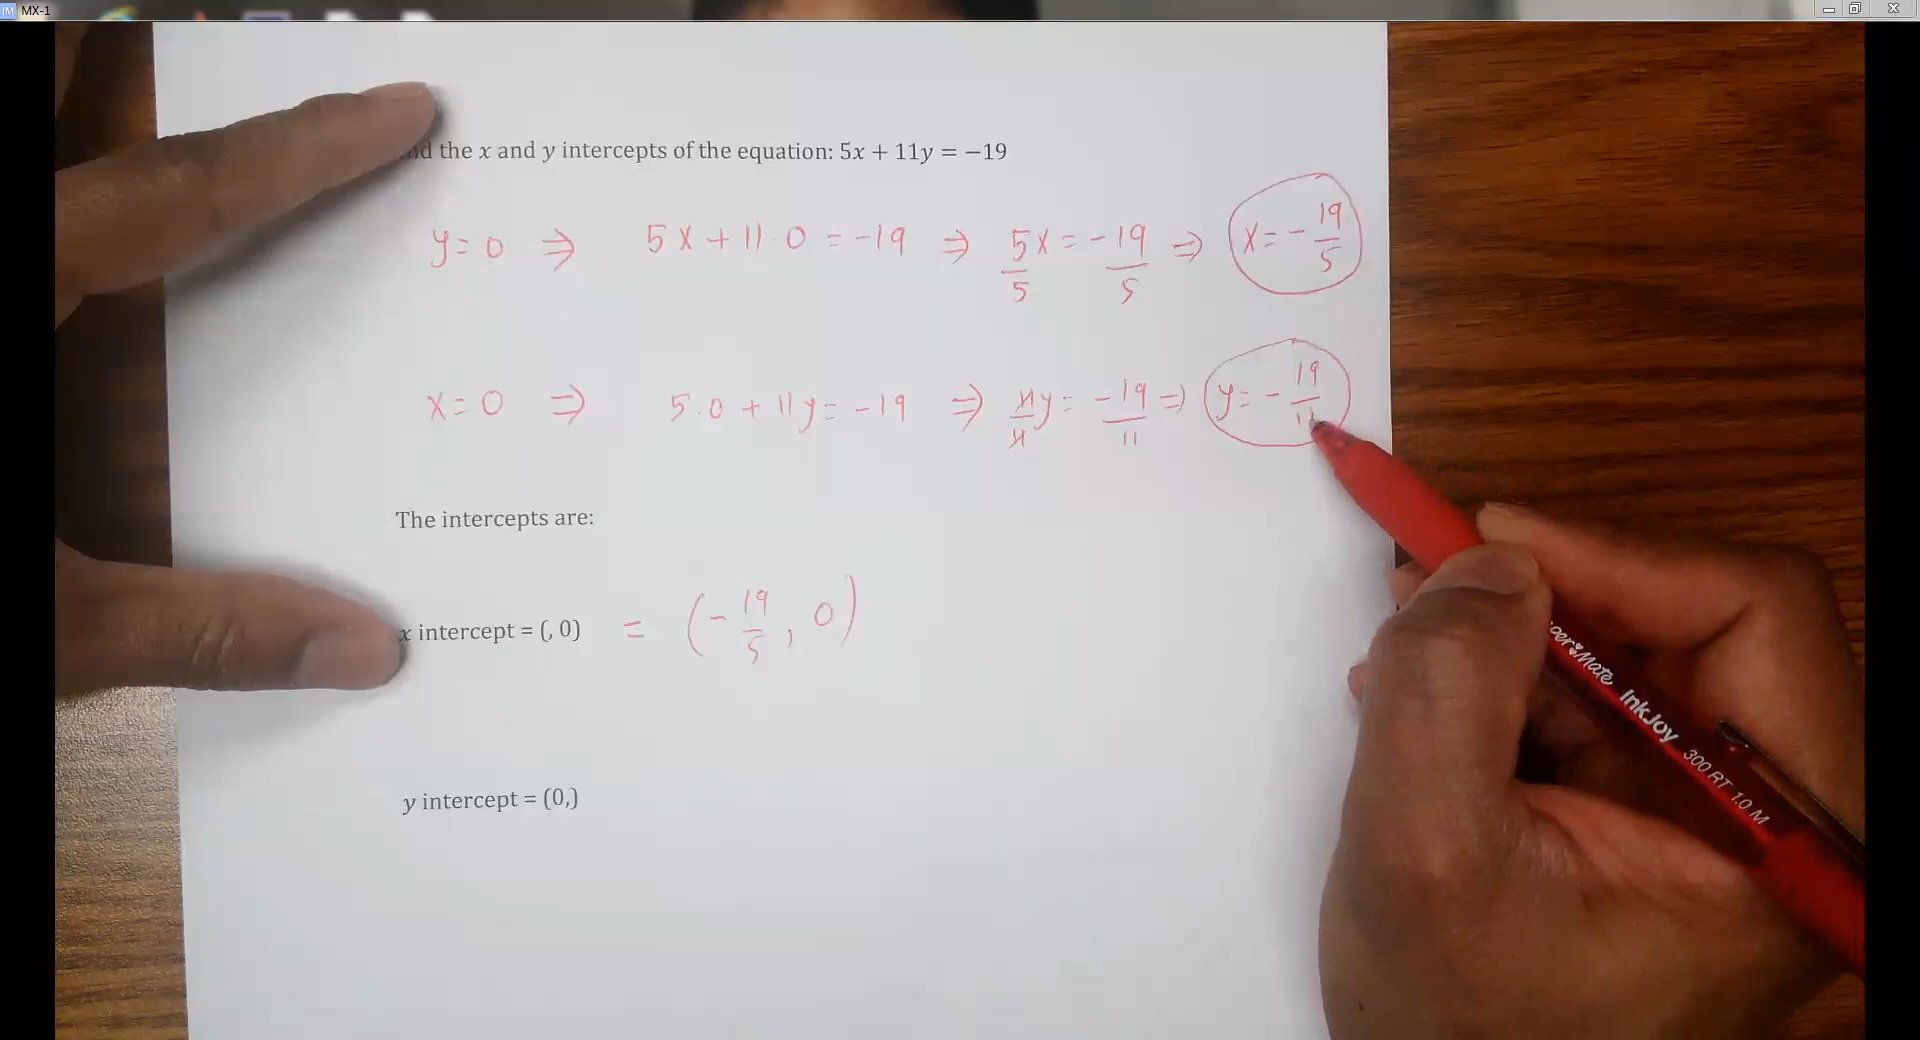 MX-1
the x and y intercepts of the equation: 5x + 11y = −19
y = 0 ⇒ 5x + 11 · 0 = -19 ⇒ 5x/5 = -19/5 ⇒ x = - 19/5
x = 0 ⇒ 5 · 0 + 11y = -19 ⇒ 11y/11 = -19/11 ⇒ y = - 19/11
The intercepts are:
x intercept = (, 0) = (- 19/5, 0)
y intercept = (0,)
InkJoy 300 RT 1.0 M